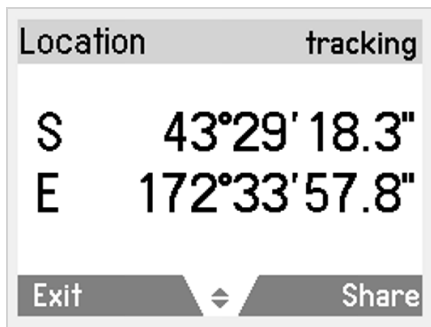 Location tracking
S 43°29'18.3"
E 172°33'57.8"
Exit Share